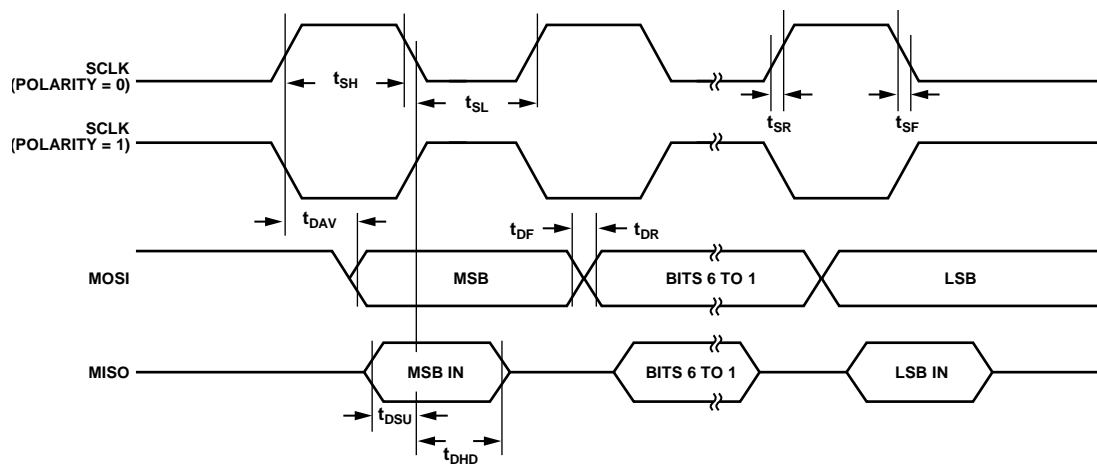 SCLK
(POLARITY = 0)
tSH
tSL
tSR
tSF
SCLK
(POLARITY = 1)
tDAV
tDF
tDR
MOSI
MSB
BITS 6 TO 1
LSB
MISO
MSB IN
BITS 6 TO 1
LSB IN
tDSU
tDHD